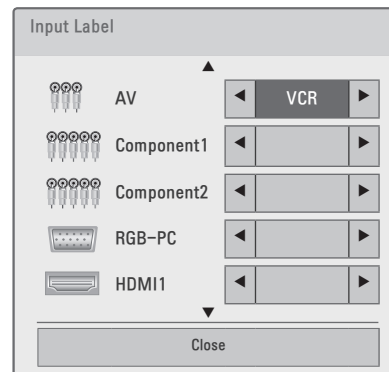 Input Label
AV VCR
Component1
Component2
RGB-PC
HDMI1
Close